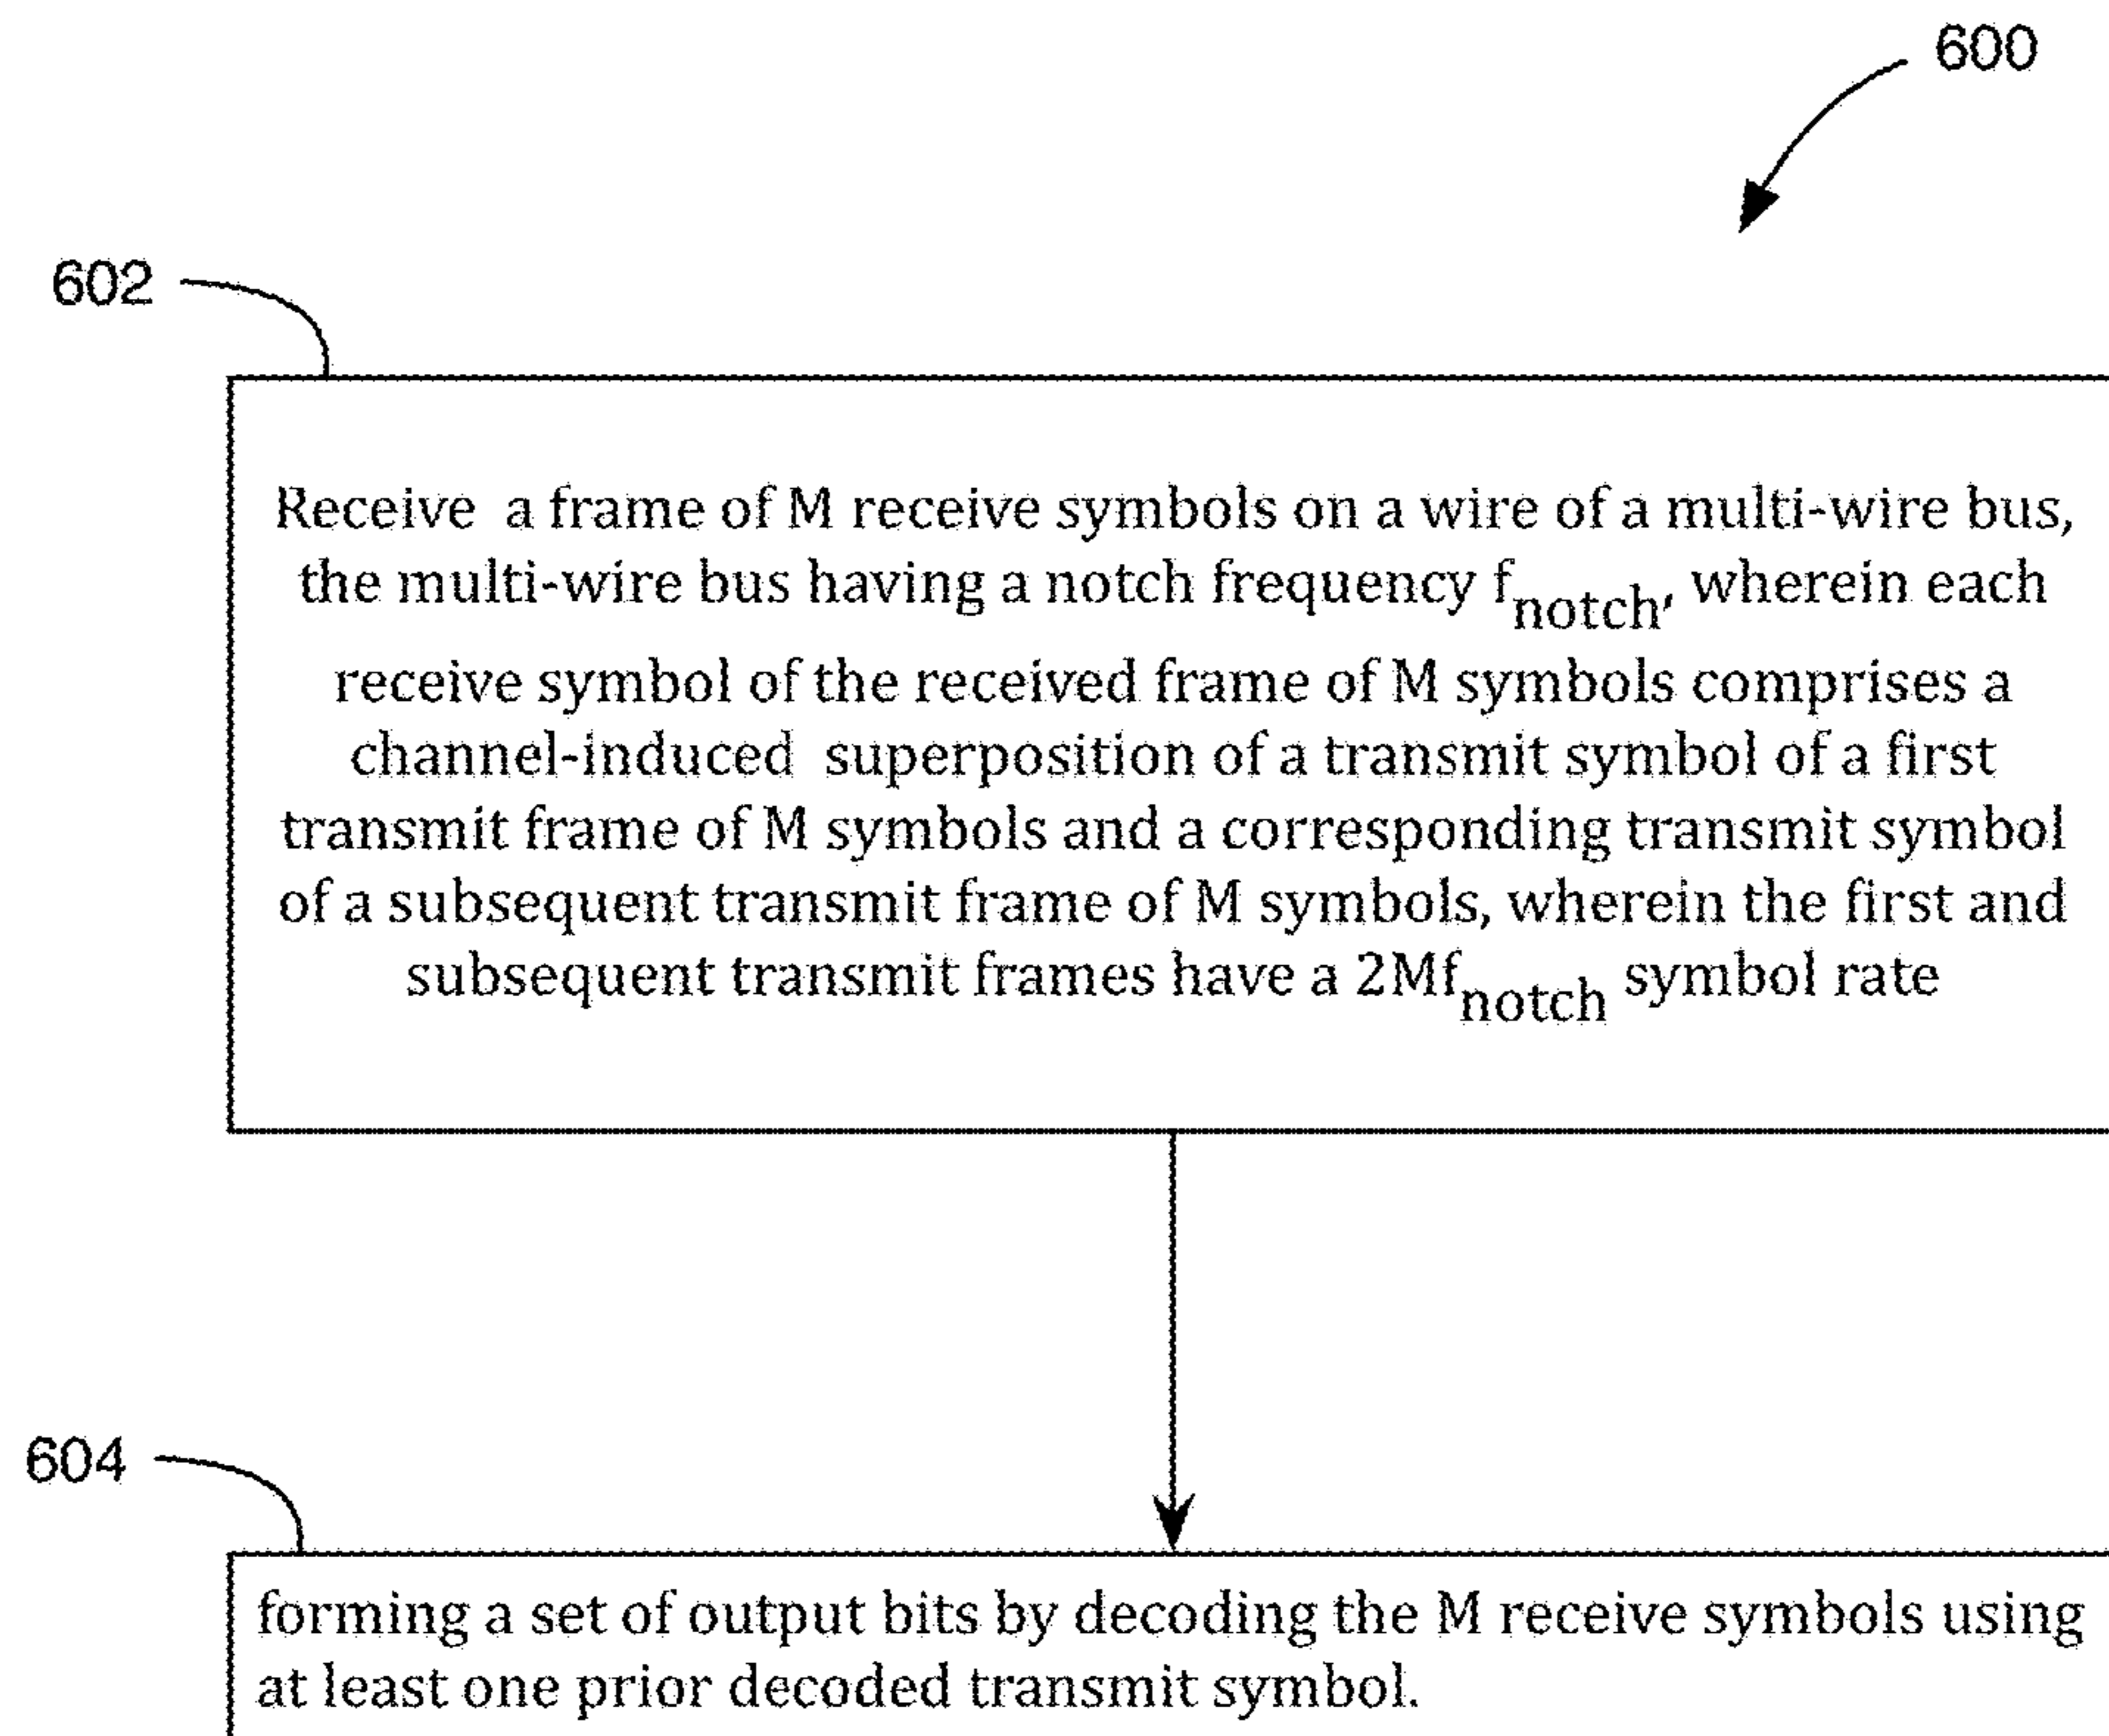 600
602
Receive a frame of M receive symbols on a wire of a multi-wire bus,
the multi-wire bus having a notch frequency fnotch, wherein each
receive symbol of the received frame of M symbols comprises a
channel-induced superposition of a transmit symbol of a first
transmit frame of M symbols and a corresponding transmit symbol
of a subsequent transmit frame of M symbols, wherein the first and
subsequent transmit frames have a 2Mfnotch symbol rate
604
forming a set of output bits by decoding the M receive symbols using
at least one prior decoded transmit symbol.